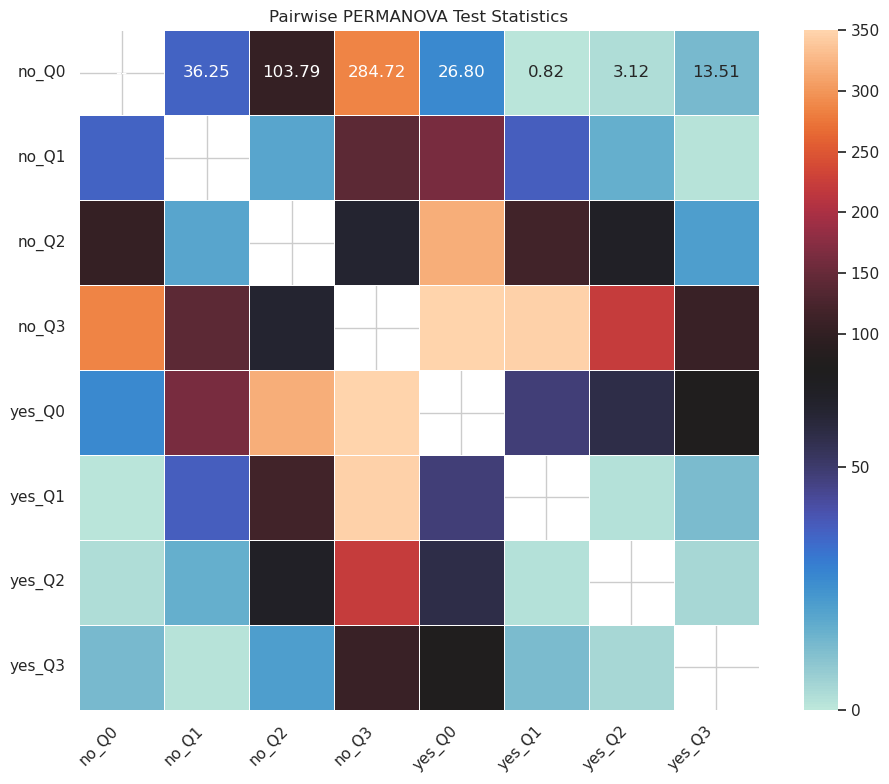 Pairwise PERMANOVA Test Statistics
no_Q0 36.25 103.79 284.72 26.80 0.82 3.12 13.51
no_Q1
no_Q2
no_Q3
yes_Q0
yes_Q1
yes_Q2
yes_Q3
no_Q0 no_Q1 no_Q2 no_Q3 yes_Q0 yes_Q1 yes_Q2 yes_Q3
350
300
250
200
150
100
50
0